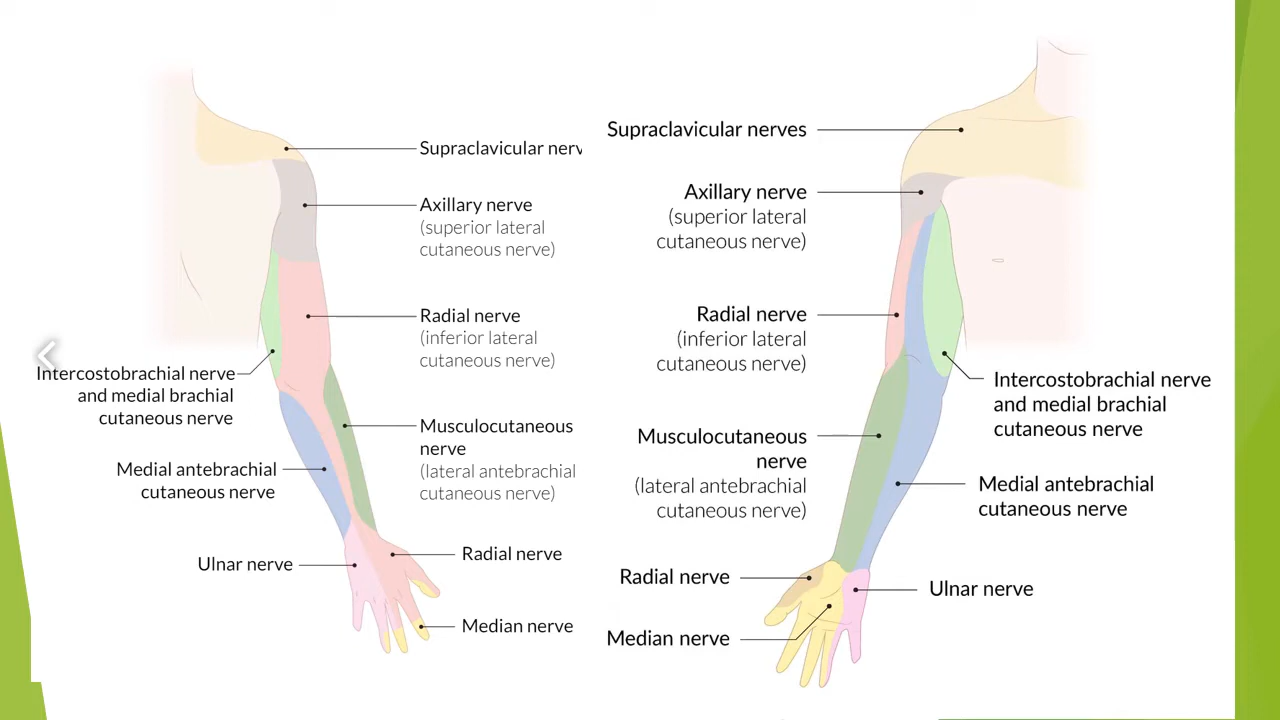 Supraclavicular nerv
Axillary nerve
(superior lateral
cutaneous nerve)
Radial nerve
(inferior lateral
cutaneous nerve)
Intercostobrachial nerve
and medial brachial
cutaneous nerve
Musculocutaneous
nerve
(lateral antebrachial
cutaneous nerve)
Medial antebrachial
cutaneous nerve
Ulnar nerve
Radial nerve
Median nerve
Supraclavicular nerves
Axillary nerve
(superior lateral
cutaneous nerve)
Radial nerve
(inferior lateral
cutaneous nerve)
Intercostobrachial nerve
and medial brachial
cutaneous nerve
Musculocutaneous
nerve
(lateral antebrachial
cutaneous nerve)
Medial antebrachial
cutaneous nerve
Radial nerve
Ulnar nerve
Median nerve